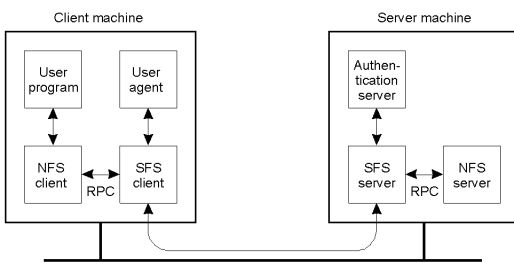 Client machine
Server machine
User
program
User
agent
Authen-
tication
server
NFS
client
RPC
SFS
client
SFS
server
RPC
NFS
server